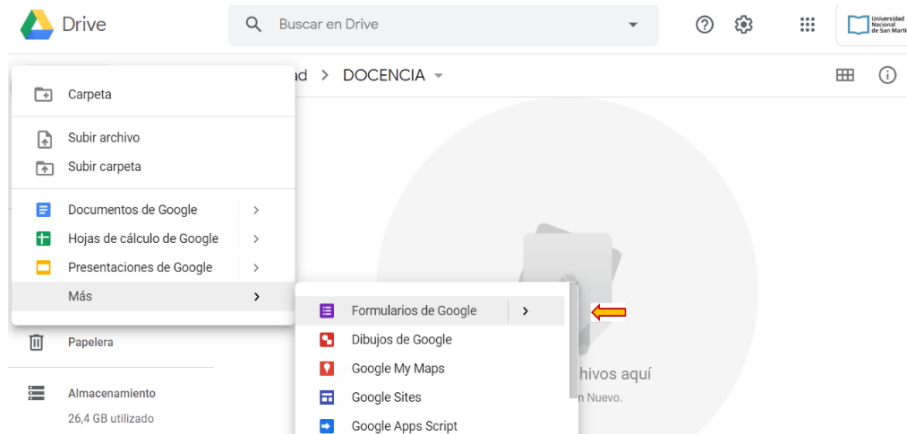 Drive
Buscar en Drive
Universidad
Nacional
de San Martí
ad > DOCENCIA
Carpeta
Subir archivo
Subir carpeta
Documentos de Google
Hojas de cálculo de Google
Presentaciones de Google
Más
Formularios de Google
Papelera
Dibujos de Google
Google My Maps
hivos aquí
Almacenamiento
Google Sites
n Nuevo.
26,4 GB utilizado
Google Apps Script